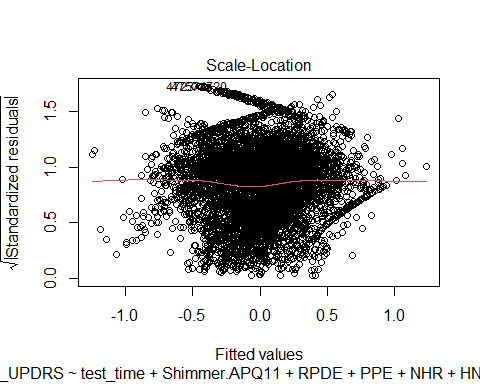 Scale-Location
√|Standardized residuals|
0.0 0.5 1.0 1.5
-1.0 -0.5 0.0 0.5 1.0
Fitted values
_UPDRS ~ test_time + Shimmer.APQ11 + RPDE + PPE + NHR + HN